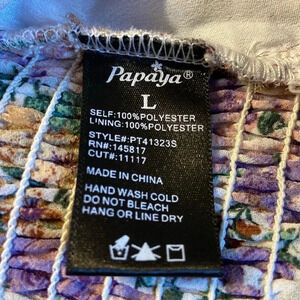 Papaya®
L
SELF:100%POLYESTER
LINING:100%POLYESTER
STYLE#:PT41323S
RN#:145817
CUT#:11117
MADE IN CHINA
HAND WASH COLD
DO NOT BLEACH
HANG OR LINE DRY